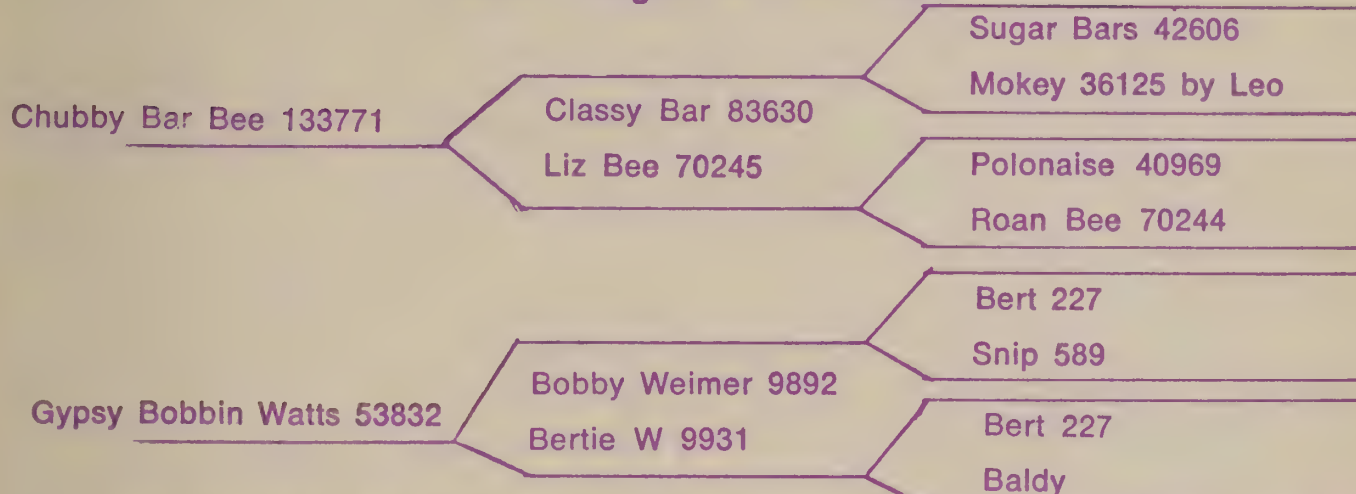 Sugar Bars 42606
Mokey 36125 by Leo
Chubby Bar Bee 133771
Classy Bar 83630
Liz Bee 70245
Polonaise 40969
Roan Bee 70244
Bert 227
Snip 589
Gypsy Bobbin Watts 53832
Bobby Weimer 9892
Bertie W 9931
Bert 227
Baldy